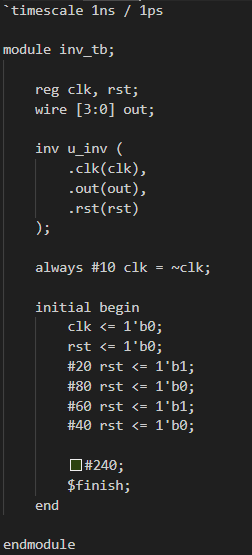 `timescale 1ns / 1ps
module inv_tb;
reg clk, rst;
wire [3:0] out;
inv u_inv (
.clk(clk),
.out(out),
.rst(rst)
);
always #10 clk = ~clk;
initial begin
clk <= 1'b0;
rst <= 1'b0;
#20 rst <= 1'b1;
#80 rst <= 1'b0;
#60 rst <= 1'b1;
#40 rst <= 1'b0;
#240;
$finish;
end
endmodule